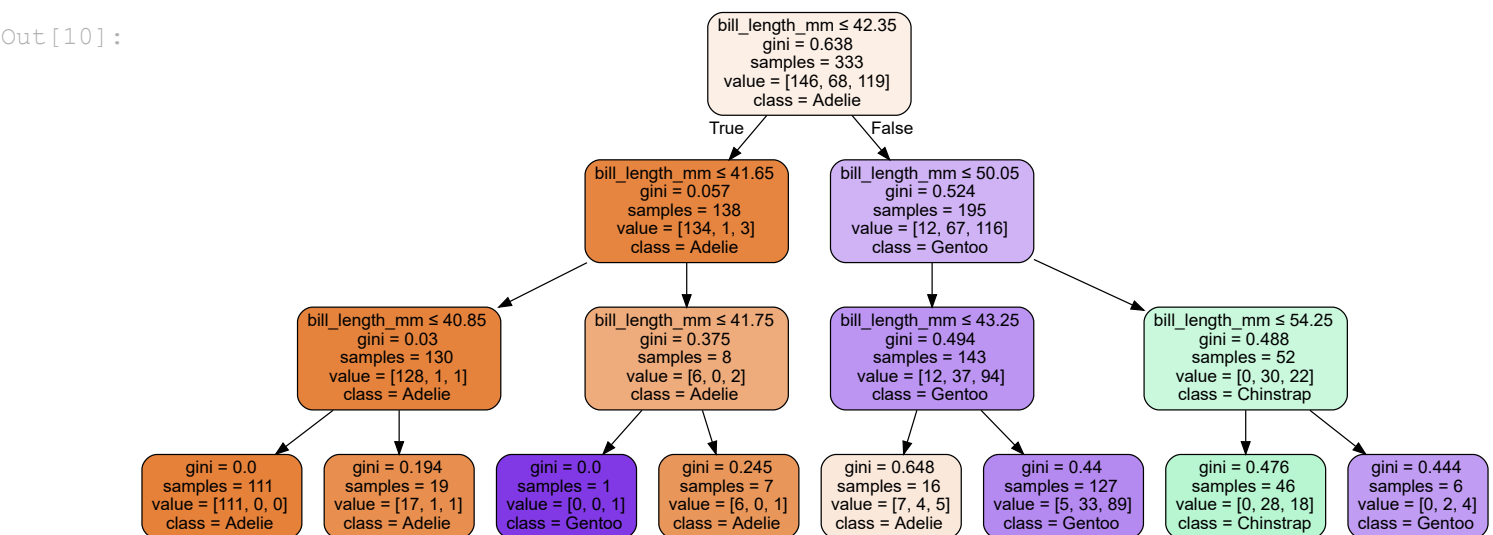 Out[10]:
bill_length_mm ≤ 42.35
gini = 0.638
samples = 333
value = [146, 68, 119]
class = Adelie
True
False
bill_length_mm ≤ 41.65
gini = 0.057
samples = 138
value = [134, 1, 3]
class = Adelie
bill_length_mm ≤ 50.05
gini = 0.524
samples = 195
value = [12, 67, 116]
class = Gentoo
bill_length_mm ≤ 40.85
gini = 0.03
samples = 130
value = [128, 1, 1]
class = Adelie
bill_length_mm ≤ 41.75
gini = 0.375
samples = 8
value = [6, 0, 2]
class = Adelie
bill_length_mm ≤ 43.25
gini = 0.494
samples = 143
value = [12, 37, 94]
class = Gentoo
bill_length_mm ≤ 54.25
gini = 0.488
samples = 52
value = [0, 30, 22]
class = Chinstrap
gini = 0.0
samples = 111
value = [111, 0, 0]
class = Adelie
gini = 0.194
samples = 19
value = [17, 1, 1]
class = Adelie
gini = 0.0
samples = 1
value = [0, 0, 1]
class = Gentoo
gini = 0.245
samples = 7
value = [6, 0, 1]
class = Adelie
gini = 0.648
samples = 16
value = [7, 4, 5]
class = Adelie
gini = 0.44
samples = 127
value = [5, 33, 89]
class = Gentoo
gini = 0.476
samples = 46
value = [0, 28, 18]
class = Chinstrap
gini = 0.444
samples = 6
value = [0, 2, 4]
class = Gentoo